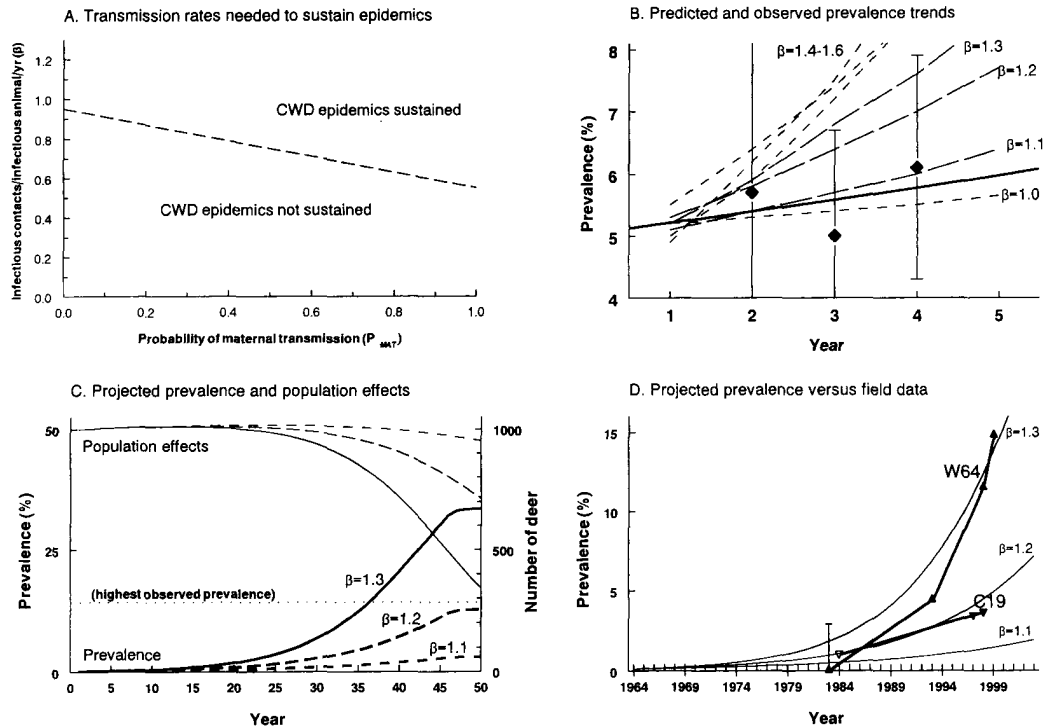 A. Transmission rates needed to sustain epidemics
Infectious contacts/infectious animal/yr (β)
1.2
1.0
0.8
0.6
0.4
0.2
0.0
CWD epidemics sustained
CWD epidemics not sustained
0.0 0.2 0.4 0.6 0.8 1.0
Probability of maternal transmission (P MAT)
B. Predicted and observed prevalence trends
Prevalence (%)
8
7
6
5
4
β=1.4-1.6
β=1.3
β=1.2
β=1.1
β=1.0
1 2 3 4 5
Year
C. Projected prevalence and population effects
Prevalence (%)
50
25
0
Population effects
(highest observed prevalence)
Prevalence
β=1.3
β=1.2
β=1.1
1000
500
0
Number of deer
0 5 10 15 20 25 30 35 40 45 50
Year
D. Projected prevalence versus field data
Prevalence (%)
15
10
5
0
W64
β=1.3
β=1.2
C19
β=1.1
1964 1969 1974 1979 1984 1989 1994 1999
Year